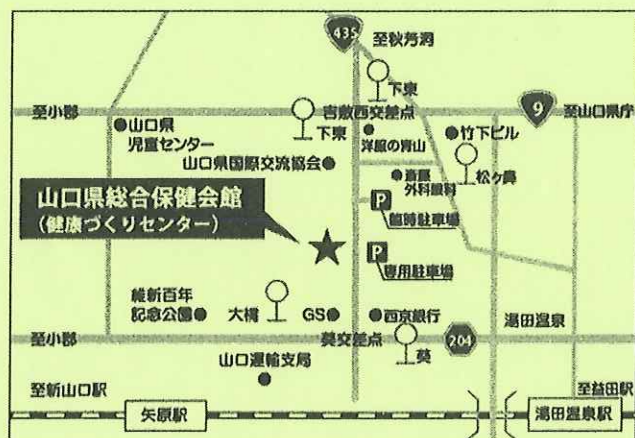 435
至秋芳洞
下東
至小郡
吉敷西交差点
9
至山口県庁
山口県
児童センター
下東
洋服の青山
竹下ビル
山口県国際交流協会
斎藤
外科眼科
松ヶ鼻
山口県総合保健会館
(健康づくりセンター)
P
臨時駐車場
P
専用駐車場
維新百年
記念公園
大橋
GS
西京銀行
湯田温泉
至小郡
葵交差点
葵
204
山口運輸支局
至新山口駅
至益田駅
矢原駅
湯田温泉駅